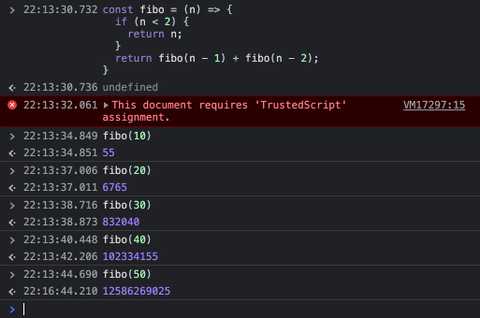 22:13:30.732 const fibo = (n) => {
if (n < 2) {
return n;
}
return fibo(n - 1) + fibo(n - 2);
}
22:13:30.736 undefined
22:13:32.061 This document requires 'TrustedScript' VM17297:15
assignment.
22:13:34.849 fibo(10)
22:13:34.851 55
22:13:37.006 fibo(20)
22:13:37.011 6765
22:13:38.716 fibo(30)
22:13:38.873 832040
22:13:40.448 fibo(40)
22:13:42.206 102334155
22:13:44.690 fibo(50)
22:16:44.210 12586269025